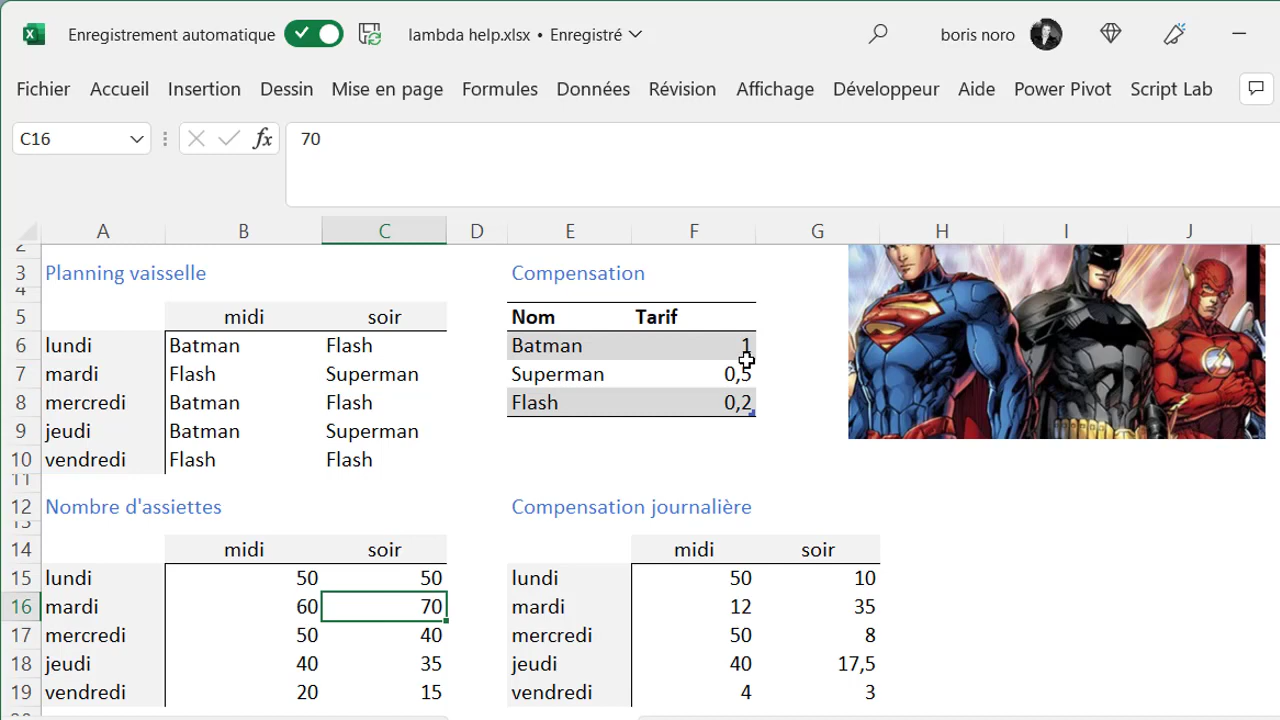 Enregistrement automatique lambda help.xlsx • Enregistré boris noro
Fichier Accueil Insertion Dessin Mise en page Formules Données Révision Affichage Développeur Aide Power Pivot Script Lab
C16 fx 70
A B C D E F G H I J
2
3 Planning vaisselle Compensation
4
5 midi soir Nom Tarif
6 lundi Batman Flash Batman 1
7 mardi Flash Superman Superman 0,5
8 mercredi Batman Flash Flash 0,2
9 jeudi Batman Superman
10 vendredi Flash Flash
11
12 Nombre d'assiettes Compensation journalière
13
14 midi soir midi soir
15 lundi 50 50 lundi 50 10
16 mardi 60 70 mardi 12 35
17 mercredi 50 40 mercredi 50 8
18 jeudi 40 35 jeudi 40 17,5
19 vendredi 20 15 vendredi 4 3